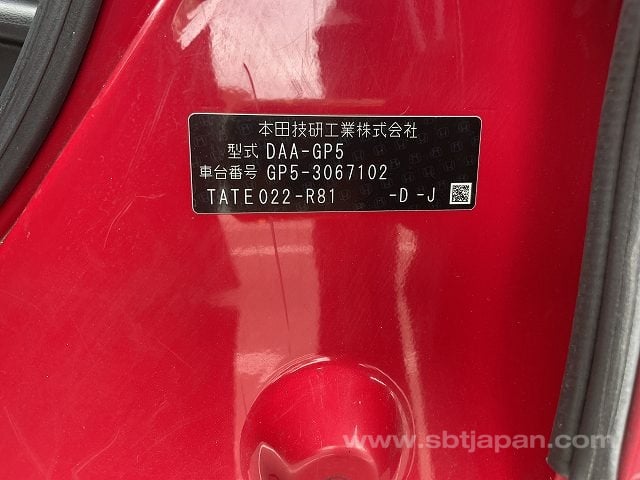 本田技研工業株式会社
型式 DAA-GP5
車台番号 GP5-3067102
TATE022-R81 -D -J
www.sbtjapan.com